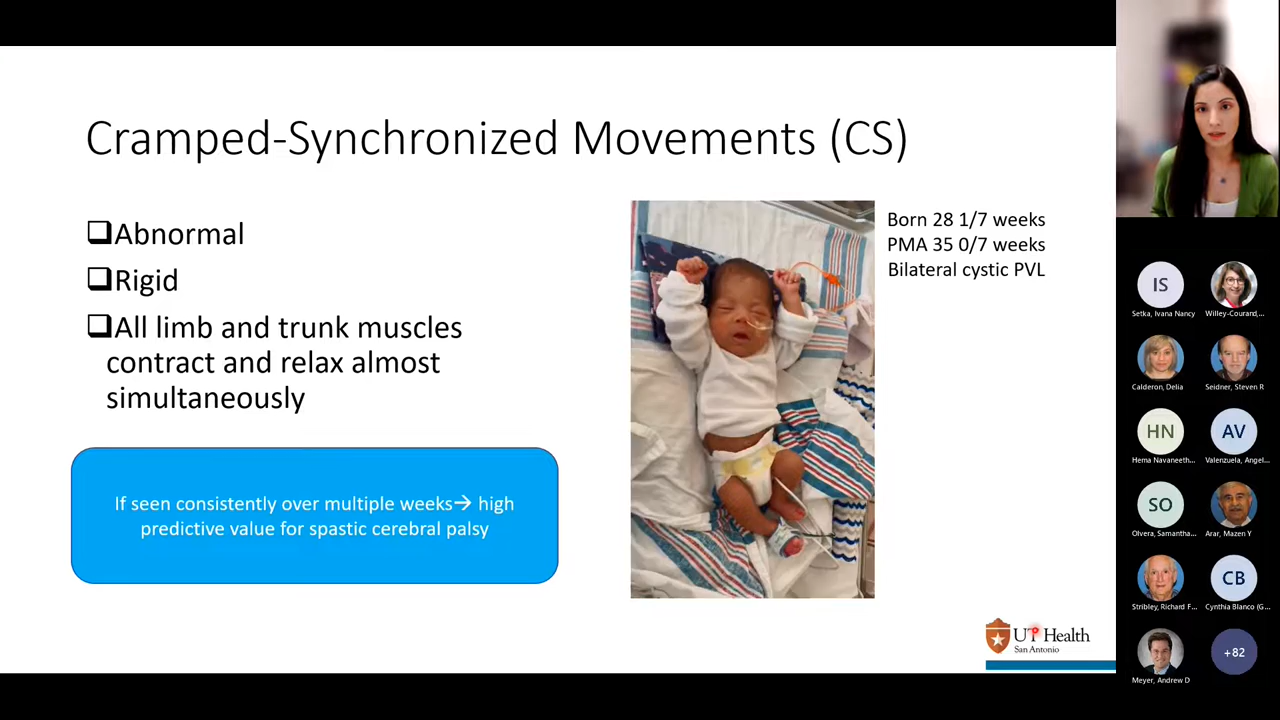 Cramped-Synchronized Movements (CS)
Abnormal
Rigid
All limb and trunk muscles
contract and relax almost
simultaneously
If seen consistently over multiple weeks→ high
predictive value for spastic cerebral palsy
Born 28 1/7 weeks
PMA 35 0/7 weeks
Bilateral cystic PVL
UT Health
San Antonio
IS
Setka, Ivana Nancy
Willey-Courand,...
Calderon, Delia
Seidner, Steven R
HN
Hema Navaneeth...
AV
Valenzuela, Angel...
SO
Olvera, Samantha...
Arar, Mazen Y
Stribley, Richard F...
CB
Cynthia Blanco (G...
Meyer, Andrew D
+82